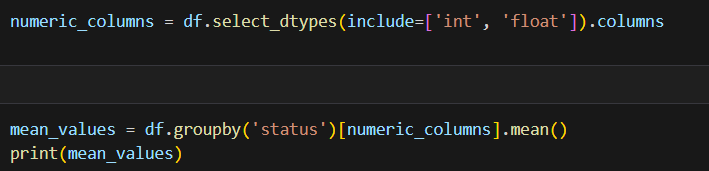 numeric_columns = df.select_dtypes(include=['int', 'float']).columns
mean_values = df.groupby('status')[numeric_columns].mean()
print(mean_values)